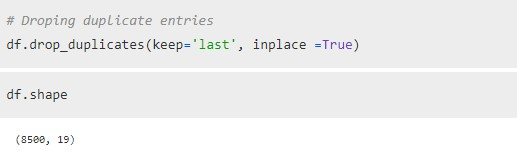 # Droping duplicate entries
df.drop_duplicates(keep='last', inplace =True)
df.shape
(8500, 19)